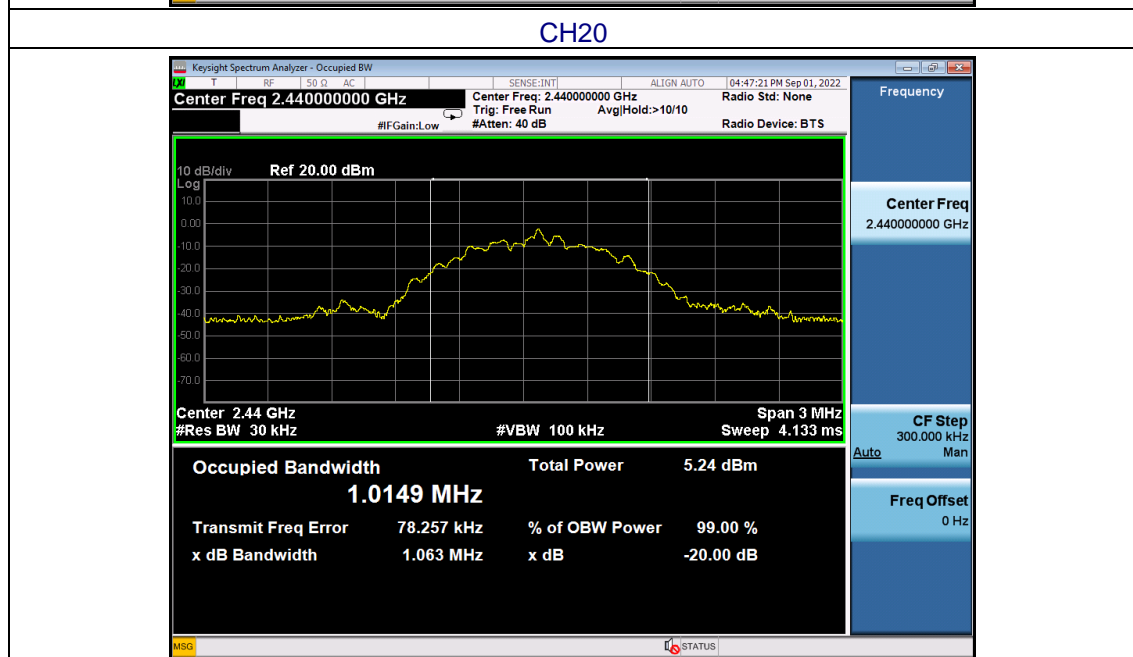 CH20
Keysight Spectrum Analyzer - Occupied BW
LXI T RF 50 Ω AC SENSE:INT ALIGN AUTO 04:47:21 PM Sep 01, 2022
Center Freq 2.440000000 GHz
Center Freq: 2.440000000 GHz
Radio Std: None
Trig: Free Run
Avg|Hold:>10/10
#IFGain:Low
#Atten: 40 dB
Radio Device: BTS
Frequency
10 dB/div Ref 20.00 dBm
Log
10.0
0.00
-10.0
-20.0
-30.0
-40.0
-50.0
-60.0
-70.0
Center 2.44 GHz
Span 3 MHz
#Res BW 30 kHz
#VBW 100 kHz
Sweep 4.133 ms
Center Freq
2.440000000 GHz
CF Step
300.000 kHz
Auto Man
Freq Offset
0 Hz
Occupied Bandwidth
Total Power 5.24 dBm
1.0149 MHz
Transmit Freq Error 78.257 kHz
% of OBW Power 99.00 %
x dB Bandwidth 1.063 MHz
x dB -20.00 dB
MSG
STATUS